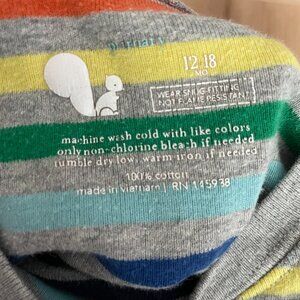 primary
12-18
MO
WEAR SNUG-FITTING
NOT FLAME RESISTANT
machine wash cold with like colors
only non-chlorine bleach if needed
tumble dry low, warm iron if needed
100% cotton
made in vietnam | RN 145938